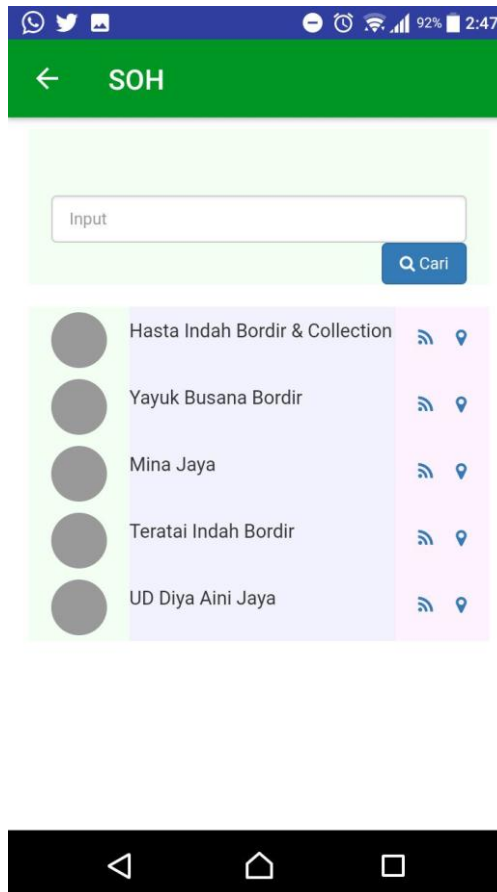 92% 2:47
SOH
Input
Cari
Hasta Indah Bordir & Collection
Yayuk Busana Bordir
Mina Jaya
Teratai Indah Bordir
UD Diya Aini Jaya